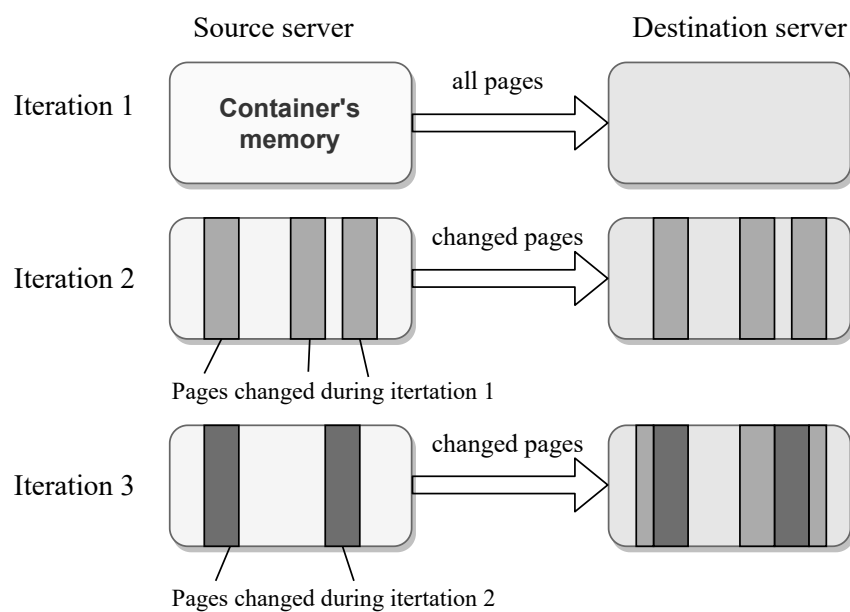 Source server
Destination server
Iteration 1
Container's
memory
all pages
Iteration 2
changed pages
Pages changed during itertation 1
Iteration 3
changed pages
Pages changed during itertation 2